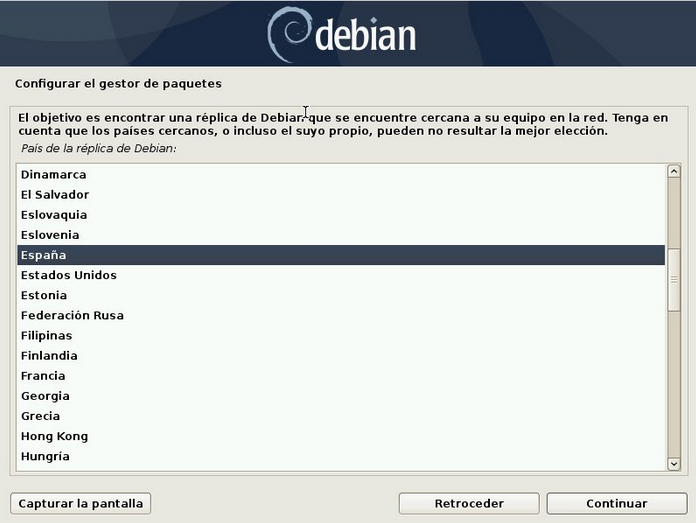 debian
Configurar el gestor de paquetes
El objetivo es encontrar una réplica de Debian que se encuentre cercana a su equipo en la red. Tenga en
cuenta que los países cercanos, o incluso el suyo propio, pueden no resultar la mejor elección.
País de la réplica de Debian:
Dinamarca
El Salvador
Eslovaquia
Eslovenia
España
Estados Unidos
Estonia
Federación Rusa
Filipinas
Finlandia
Francia
Georgia
Grecia
Hong Kong
Hungría
Capturar la pantalla
Retroceder
Continuar